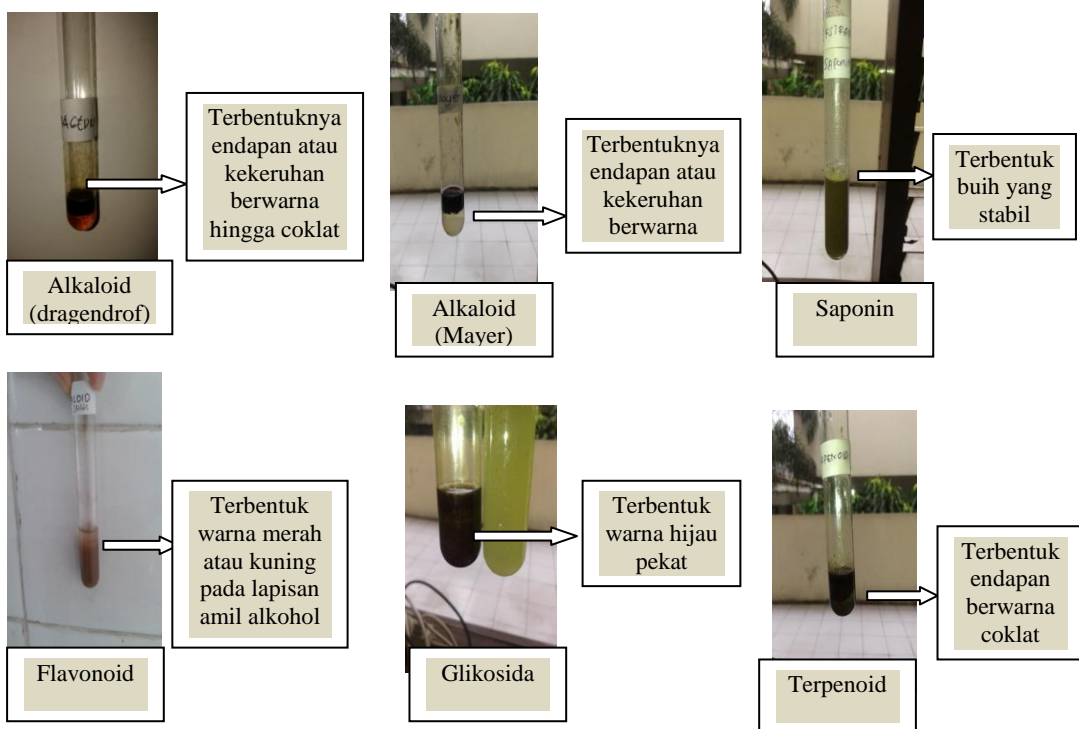 Terbentuknya
endapan atau
kekeruhan
berwarna
hingga coklat
Alkaloid
(dragendrof)
Terbentuknya
endapan atau
kekeruhan
berwarna
Alkaloid
(Mayer)
SAPONIN
Terbentuk
buih yang
stabil
Saponin
Terbentuk
warna merah
atau kuning
pada lapisan
amil alkohol
Flavonoid
Terbentuk
warna hijau
pekat
Glikosida
Terbentuk
endapan
berwarna
coklat
Terpenoid